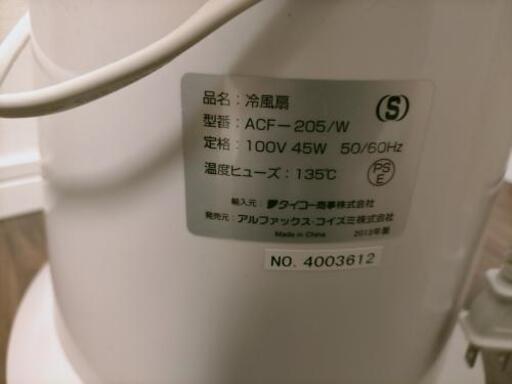 品名：冷風扇
Ⓢ
型番：ACF－205/W
定格：100V 45W 50/60Hz
温度ヒューズ：135℃
PS
E
輸入元：タイコー商事株式会社
発売元：アルファックス・コイズミ株式会社
Made in China 2013年製
NO. 4003612